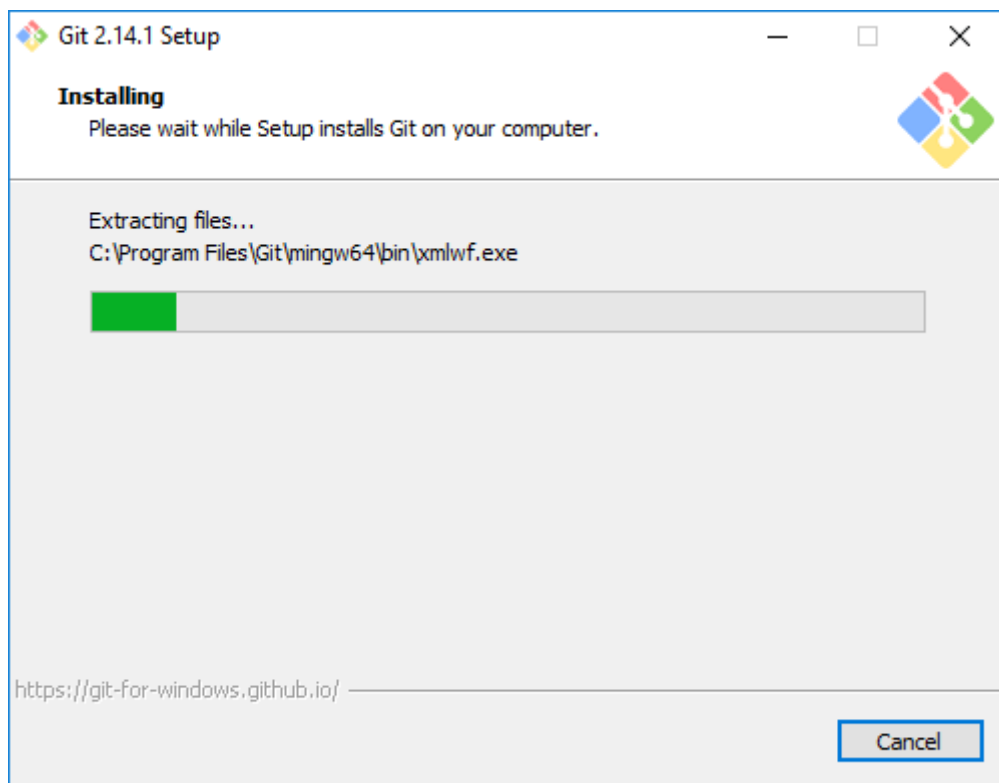 Git 2.14.1 Setup
Installing
Please wait while Setup installs Git on your computer.
Extracting files...
C:\Program Files\Git\mingw64\bin\xmlwf.exe
https://git-for-windows.github.io/
Cancel